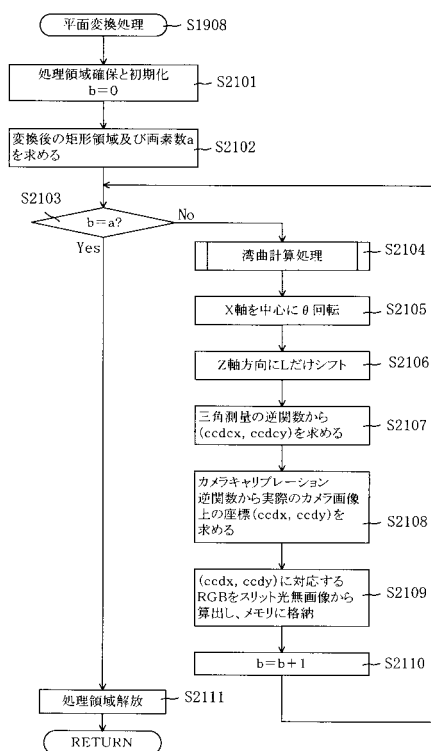 平面変換処理
S1908
処理領域確保と初期化
b=0
S2101
変換後の矩形領域及び画素数a
を求める
S2102
S2103
b=a?
No
Yes
湾曲計算処理
S2104
X軸を中心にθ回転
S2105
Z軸方向にLだけシフト
S2106
三角測量の逆関数から
(ccdcx, ccdcy)を求める
S2107
カメラキャリブレーション
逆関数から実際のカメラ画像
上の座標(ccdx, ccdy)を
求める
S2108
(ccdx, ccdy)に対応する
RGBをスリット光無画像から
算出し、メモリに格納
S2109
b=b+1
S2110
処理領域解放
S2111
RETURN